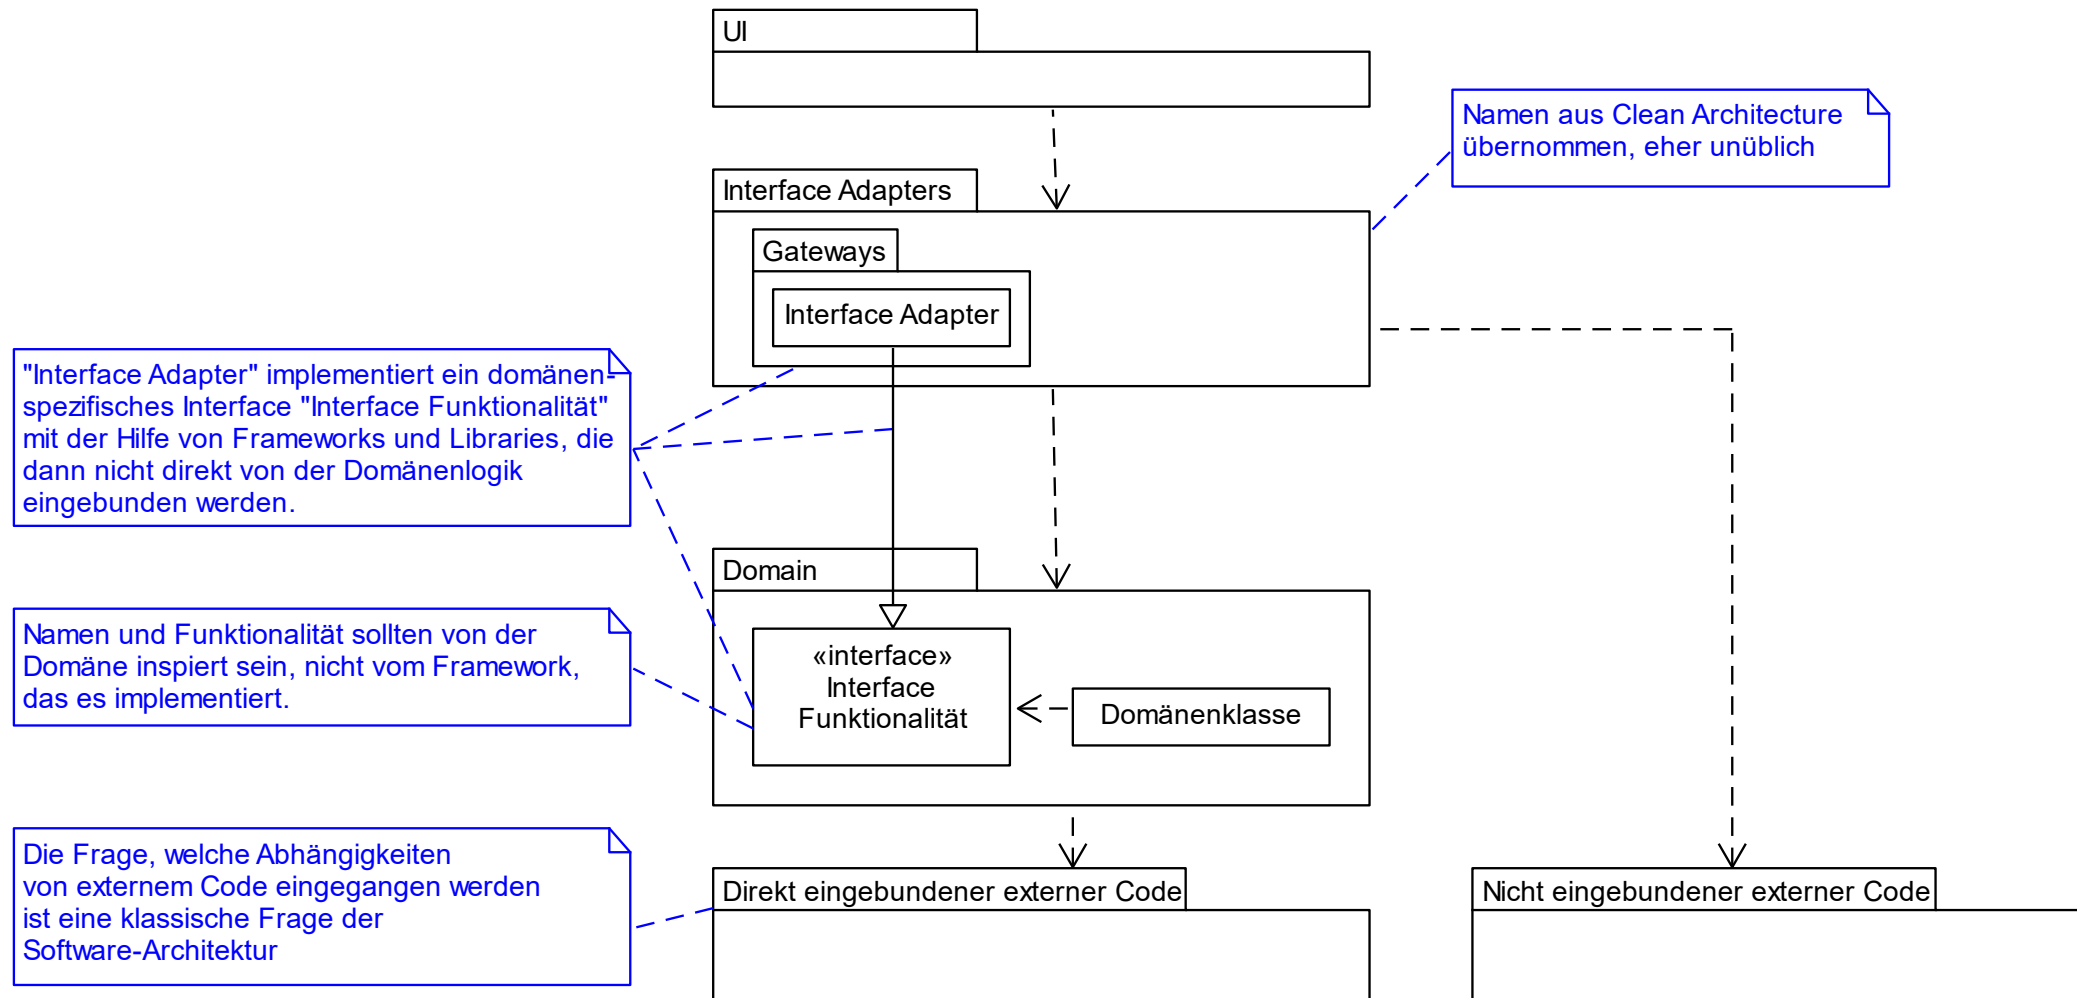 UI
Namen aus Clean Architecture
übernommen, eher unüblich
Interface Adapters
Gateways
Interface Adapter
"Interface Adapter" implementiert ein domänen-
spezifisches Interface "Interface Funktionalität"
mit der Hilfe von Frameworks und Libraries, die
dann nicht direkt von der Domänenlogik
eingebunden werden.
Domain
Namen und Funktionalität sollten von der
Domäne inspiert sein, nicht vom Framework,
das es implementiert.
«interface»
Interface
Funktionalität
Domänenklasse
Die Frage, welche Abhängigkeiten
von externem Code eingegangen werden
ist eine klassische Frage der
Software-Architektur
Direkt eingebundener externer Code
Nicht eingebundener externer Code